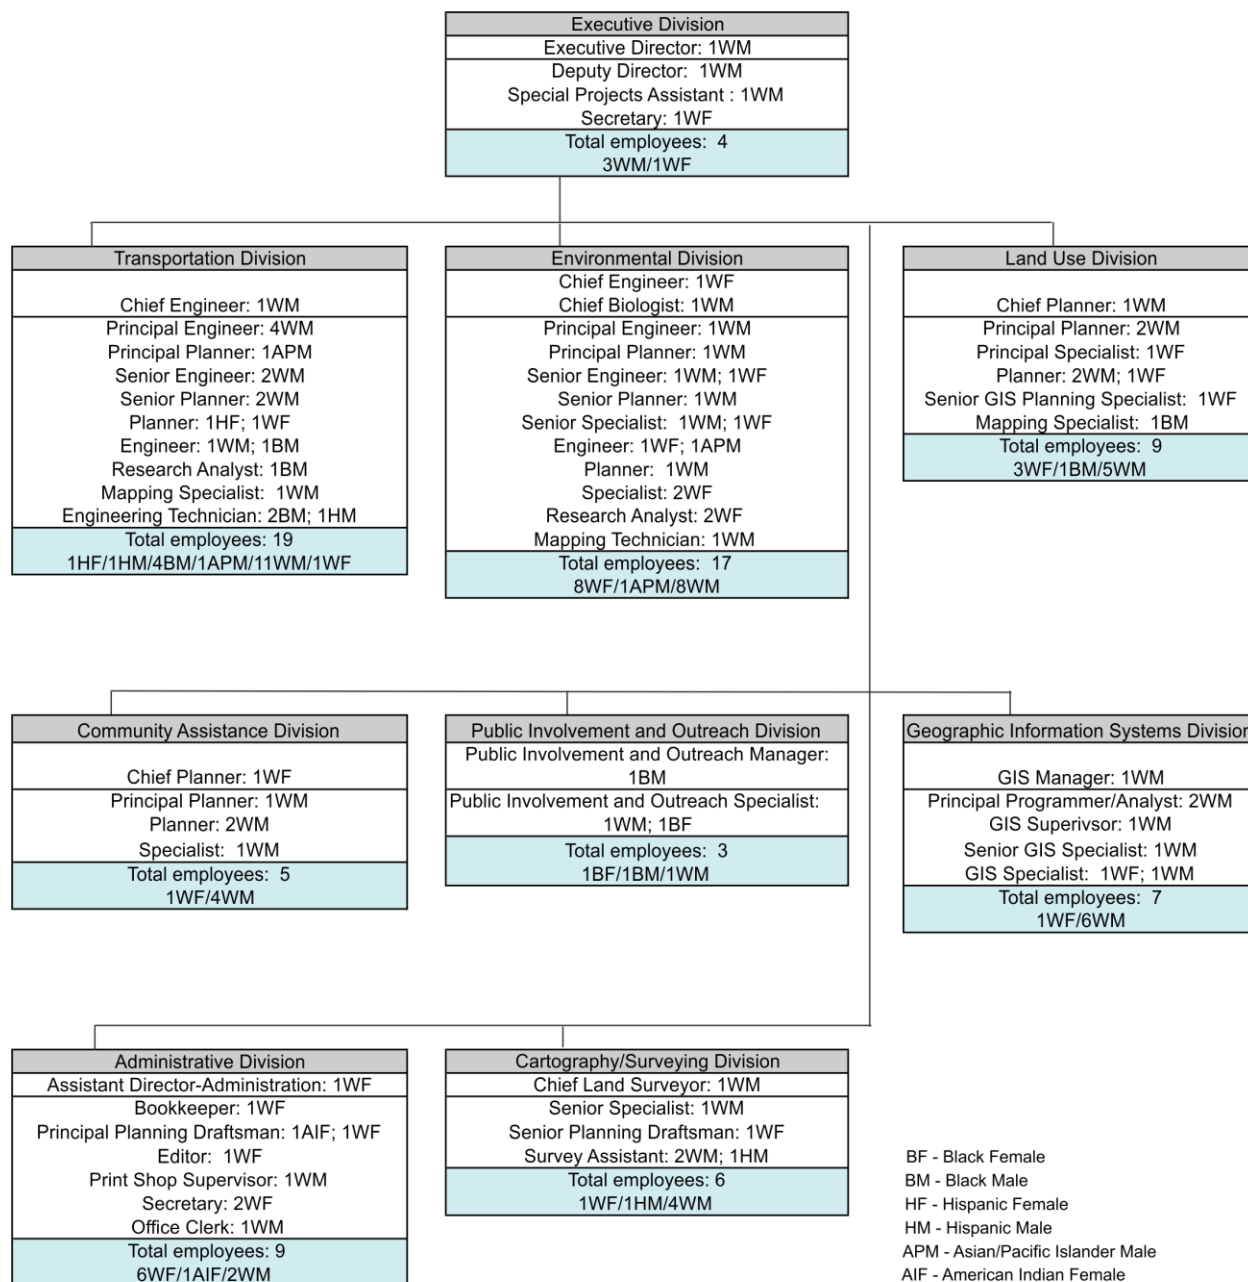 Executive Division
Executive Director: 1WM
Deputy Director: 1WM
Special Projects Assistant : 1WM
Secretary: 1WF
Total employees: 4
3WM/1WF
Transportation Division
Chief Engineer: 1WM
Principal Engineer: 4WM
Principal Planner: 1APM
Senior Engineer: 2WM
Senior Planner: 2WM
Planner: 1HF; 1WF
Engineer: 1WM; 1BM
Research Analyst: 1BM
Mapping Specialist: 1WM
Engineering Technician: 2BM; 1HM
Total employees: 19
1HF/1HM/4BM/1APM/11WM/1WF
Environmental Division
Chief Engineer: 1WF
Chief Biologist: 1WM
Principal Engineer: 1WM
Principal Planner: 1WM
Senior Engineer: 1WM; 1WF
Senior Planner: 1WM
Senior Specialist: 1WM; 1WF
Engineer: 1WF; 1APM
Planner: 1WM
Specialist: 2WF
Research Analyst: 2WF
Mapping Technician: 1WM
Total employees: 17
8WF/1APM/8WM
Land Use Division
Chief Planner: 1WM
Principal Planner: 2WM
Principal Specialist: 1WF
Planner: 2WM; 1WF
Senior GIS Planning Specialist: 1WF
Mapping Specialist: 1BM
Total employees: 9
3WF/1BM/5WM
Community Assistance Division
Chief Planner: 1WF
Principal Planner: 1WM
Planner: 2WM
Specialist: 1WM
Total employees: 5
1WF/4WM
Public Involvement and Outreach Division
Public Involvement and Outreach Manager:
1BM
Public Involvement and Outreach Specialist:
1WM; 1BF
Total employees: 3
1BF/1BM/1WM
Geographic Information Systems Division
GIS Manager: 1WM
Principal Programmer/Analyst: 2WM
GIS Superivsor: 1WM
Senior GIS Specialist: 1WM
GIS Specialist: 1WF; 1WM
Total employees: 7
1WF/6WM
Administrative Division
Assistant Director-Administration: 1WF
Bookkeeper: 1WF
Principal Planning Draftsman: 1AIF; 1WF
Editor: 1WF
Print Shop Supervisor: 1WM
Secretary: 2WF
Office Clerk: 1WM
Total employees: 9
6WF/1AIF/2WM
Cartography/Surveying Division
Chief Land Surveyor: 1WM
Senior Specialist: 1WM
Senior Planning Draftsman: 1WF
Survey Assistant: 2WM; 1HM
Total employees: 6
1WF/1HM/4WM
BF - Black Female
BM - Black Male
HF - Hispanic Female
HM - Hispanic Male
APM - Asian/Pacific Islander Male
AIF - American Indian Female